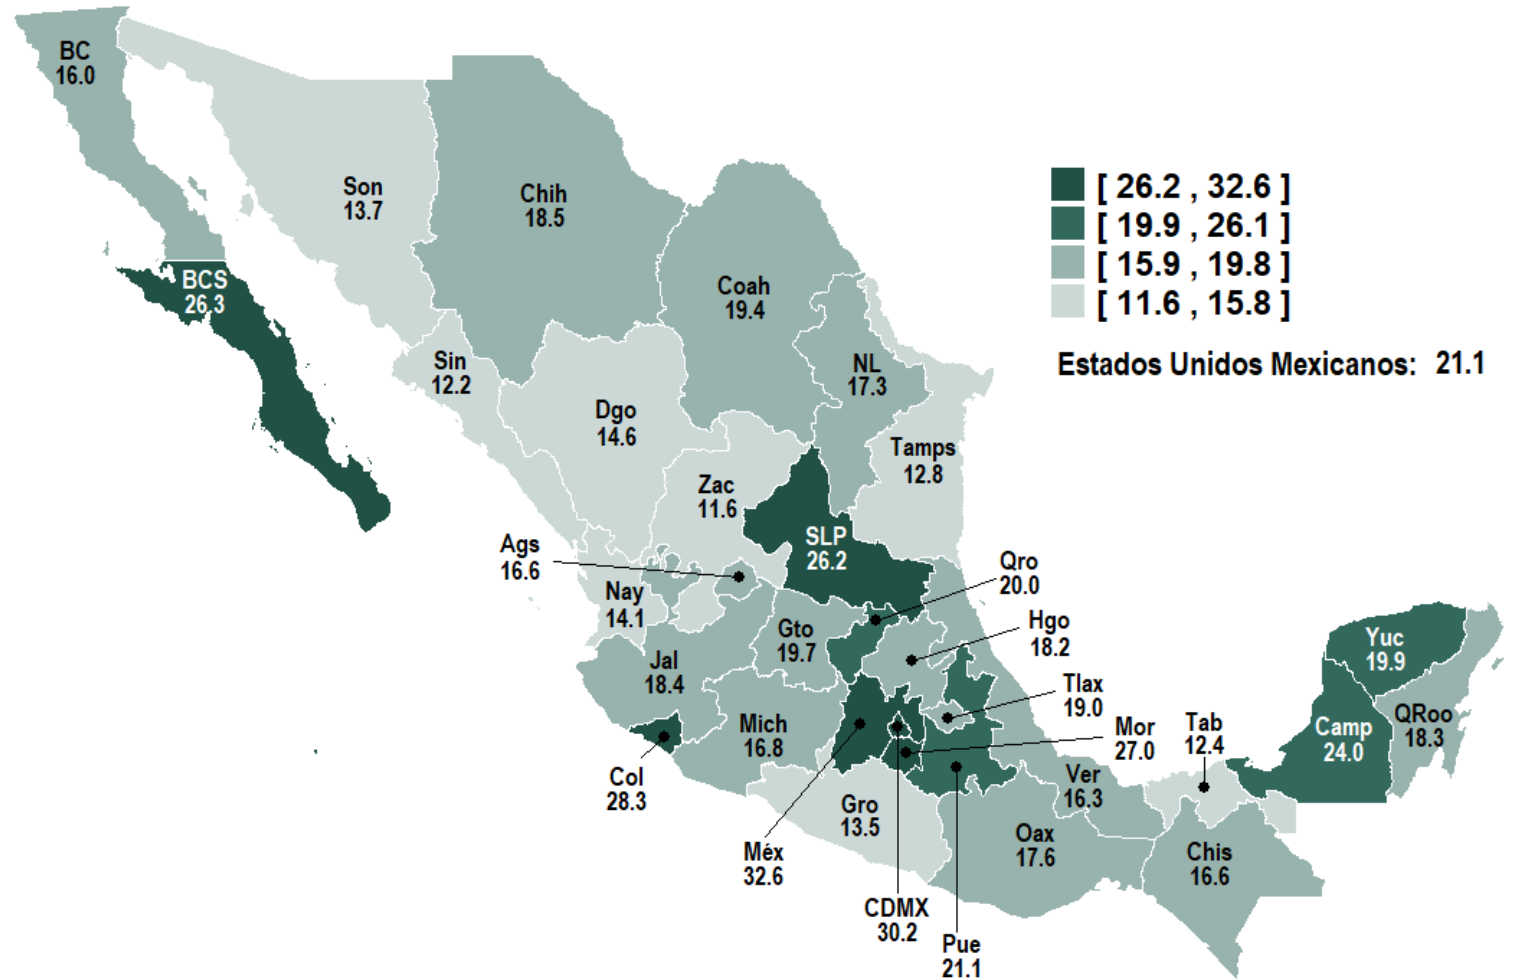 BC
16.0
Son
13.7
Chih
18.5
[ 26.2 , 32.6 ]
[ 19.9 , 26.1 ]
[ 15.9 , 19.8 ]
[ 11.6 , 15.8 ]
Estados Unidos Mexicanos: 21.1
BCS
26.3
Coah
19.4
Sin
12.2
NL
17.3
Dgo
14.6
Tamps
12.8
Zac
11.6
SLP
26.2
Ags
16.6
Qro
20.0
Nay
14.1
Hgo
18.2
Gto
19.7
Yuc
19.9
Jal
18.4
Tlax
19.0
Mich
16.8
Mor
27.0
Tab
12.4
Camp
24.0
QRoo
18.3
Col
28.3
Ver
16.3
Gro
13.5
Oax
17.6
Chis
16.6
Méx
32.6
CDMX
30.2
Pue
21.1